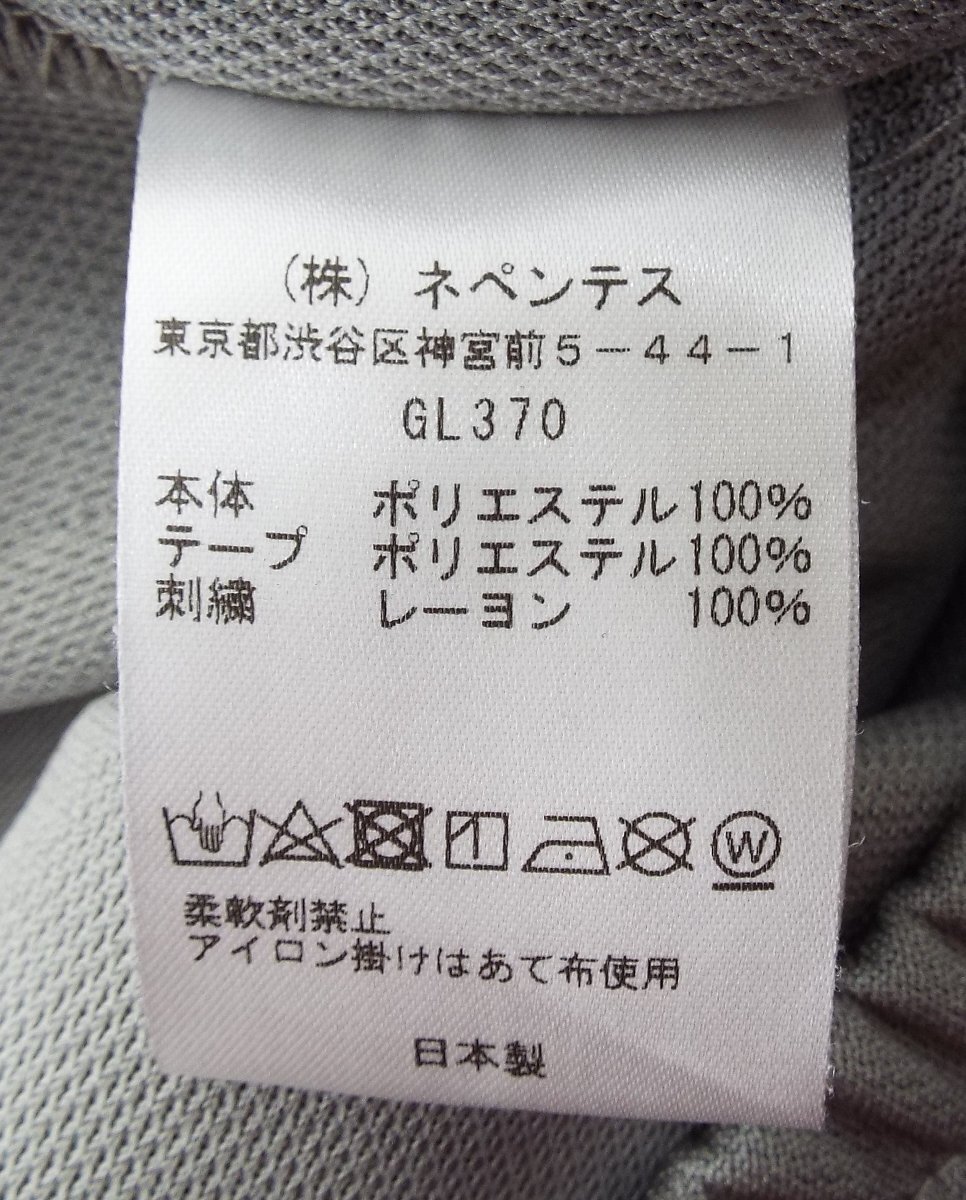 (株) ネペンテス
東京都渋谷区神宮前5-44-1
GL370
本体 ポリエステル100%
テープ ポリエステル100%
刺繍 レーヨン 100%
W
柔軟剤禁止
アイロン掛けはあて布使用
日本製